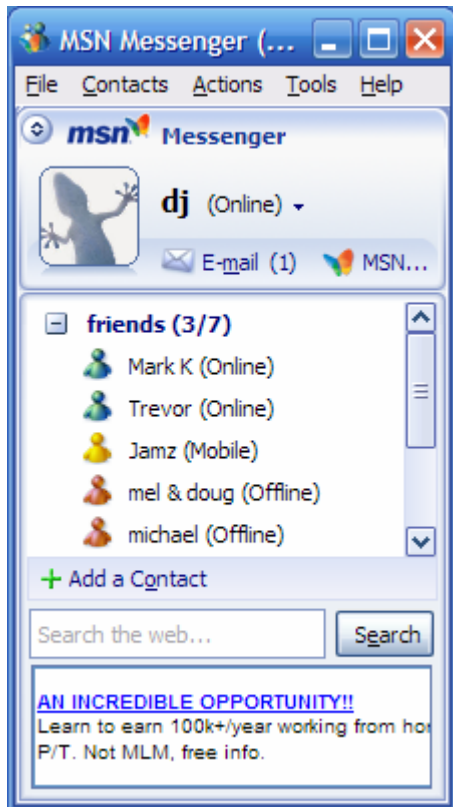 MSN Messenger (...
File Contacts Actions Tools Help
msn Messenger
dj (Online)
E-mail (1) MSN...
friends (3/7)
Mark K (Online)
Trevor (Online)
Jamz (Mobile)
mel & doug (Offline)
michael (Offline)
+ Add a Contact
Search the web... Search
AN INCREDIBLE OPPORTUNITY!!
Learn to earn 100k+/year working from hor
P/T. Not MLM, free info.